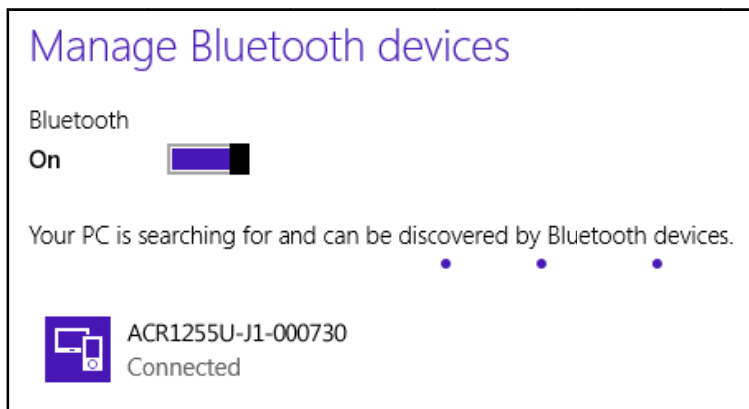 Manage Bluetooth devices
Bluetooth
On
Your PC is searching for and can be discovered by Bluetooth devices.
ACR1255U-J1-000730
Connected